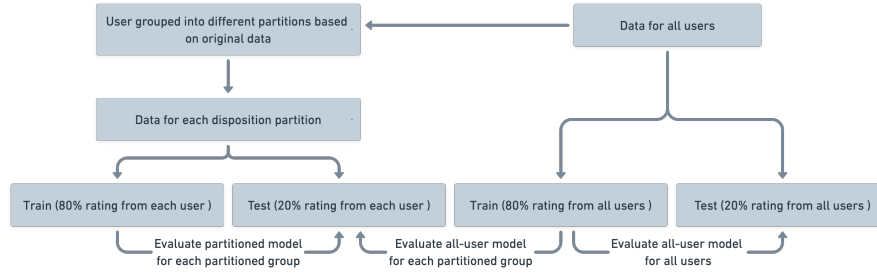 User grouped into different partitions based
on original data
Data for all users
Data for each disposition partition
Train (80% rating from each user )
Test (20% rating from each user )
Train (80% rating from all users )
Test (20% rating from all users )
Evaluate partitioned model
for each partitioned group
Evaluate all-user model
for each partitioned group
Evaluate all-user model
for all users